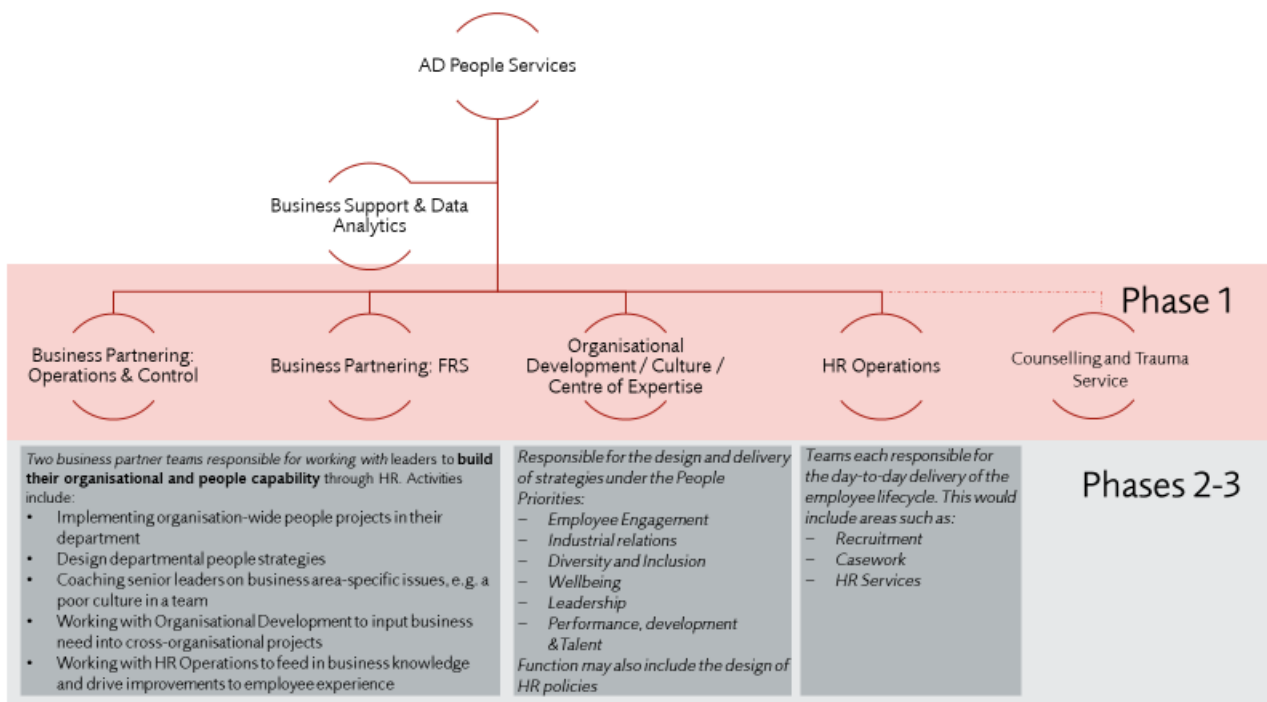 AD People Services
Business Support & Data
Analytics
Phase 1
Business Partnering:
Operations & Control
Business Partnering: FRS
Organisational
Development / Culture /
Centre of Expertise
HR Operations
Counselling and Trauma
Service
Two business partner teams responsible for working with leaders to build
their organisational and people capability through HR. Activities
include:
• Implementing organisation-wide people projects in their
department
• Design departmental people strategies
• Coaching senior leaders on business area-specific issues, e.g. a
poor culture in a team
• Working with Organisational Development to input business
need into cross-organisational projects
• Working with HR Operations to feed in business knowledge
and drive improvements to employee experience
Responsible for the design and delivery
of strategies under the People
Priorities:
– Employee Engagement
– Industrial relations
– Diversity and Inclusion
– Wellbeing
– Leadership
– Performance, development
&Talent
Function may also include the design of
HR policies
Teams each responsible for
the day-to-day delivery of the
employee lifecycle. This would
include areas such as:
– Recruitment
– Casework
– HR Services
Phases 2-3